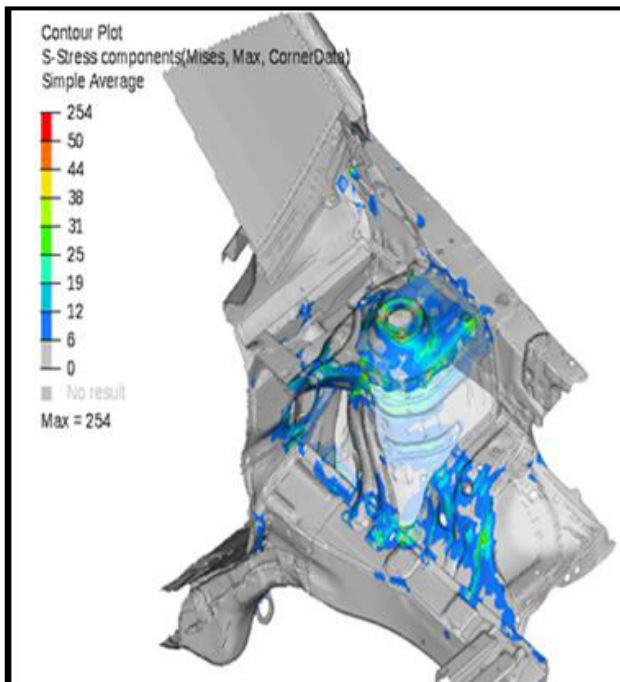 Contour Plot
S-Stress components(Mises, Max, CornerData)
Simple Average
254
50
44
38
31
25
19
12
6
0
No result
Max = 254